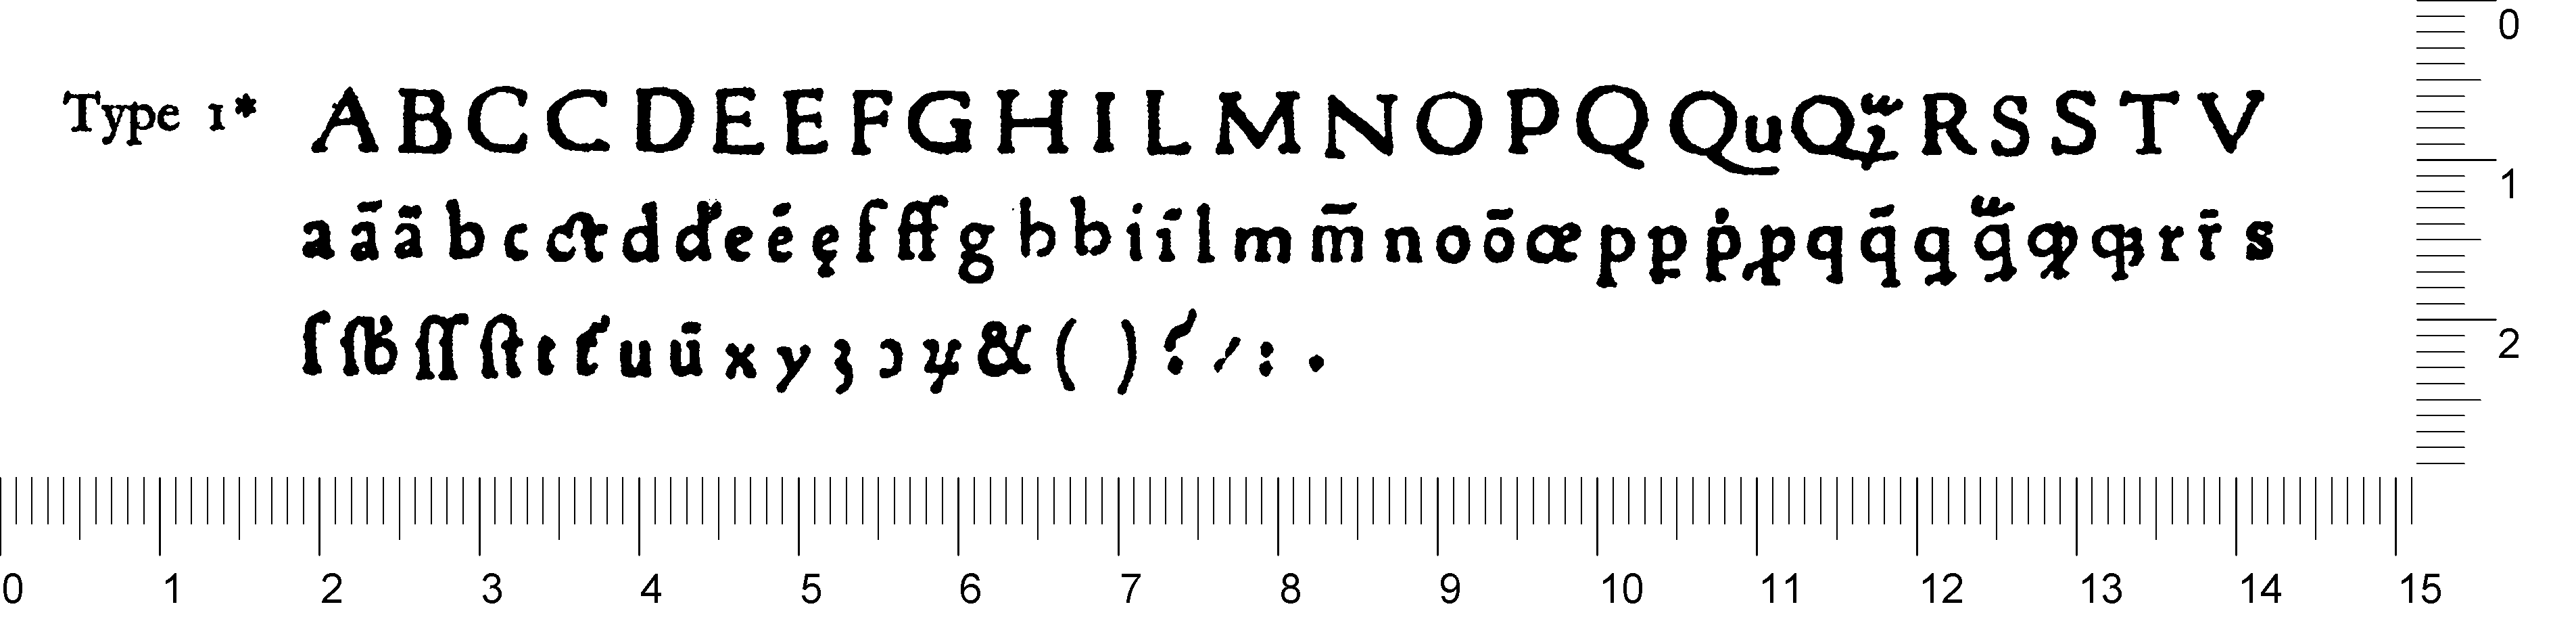 Type 1* A B C C D E E F G H I L M N O P Q Qu Q R S S T V
a ã ã b c ct d d' e é ę f ff g h h i ĩ l m m̃ n o õ œ p ꝑ ṗ ꝓ q q̃ ꝗ r r̃ s
ſ ſſ ſt t t' u ũ x y ȝ ɔ & ( ) ? / : .
0
1
2
0 1 2 3 4 5 6 7 8 9 10 11 12 13 14 15